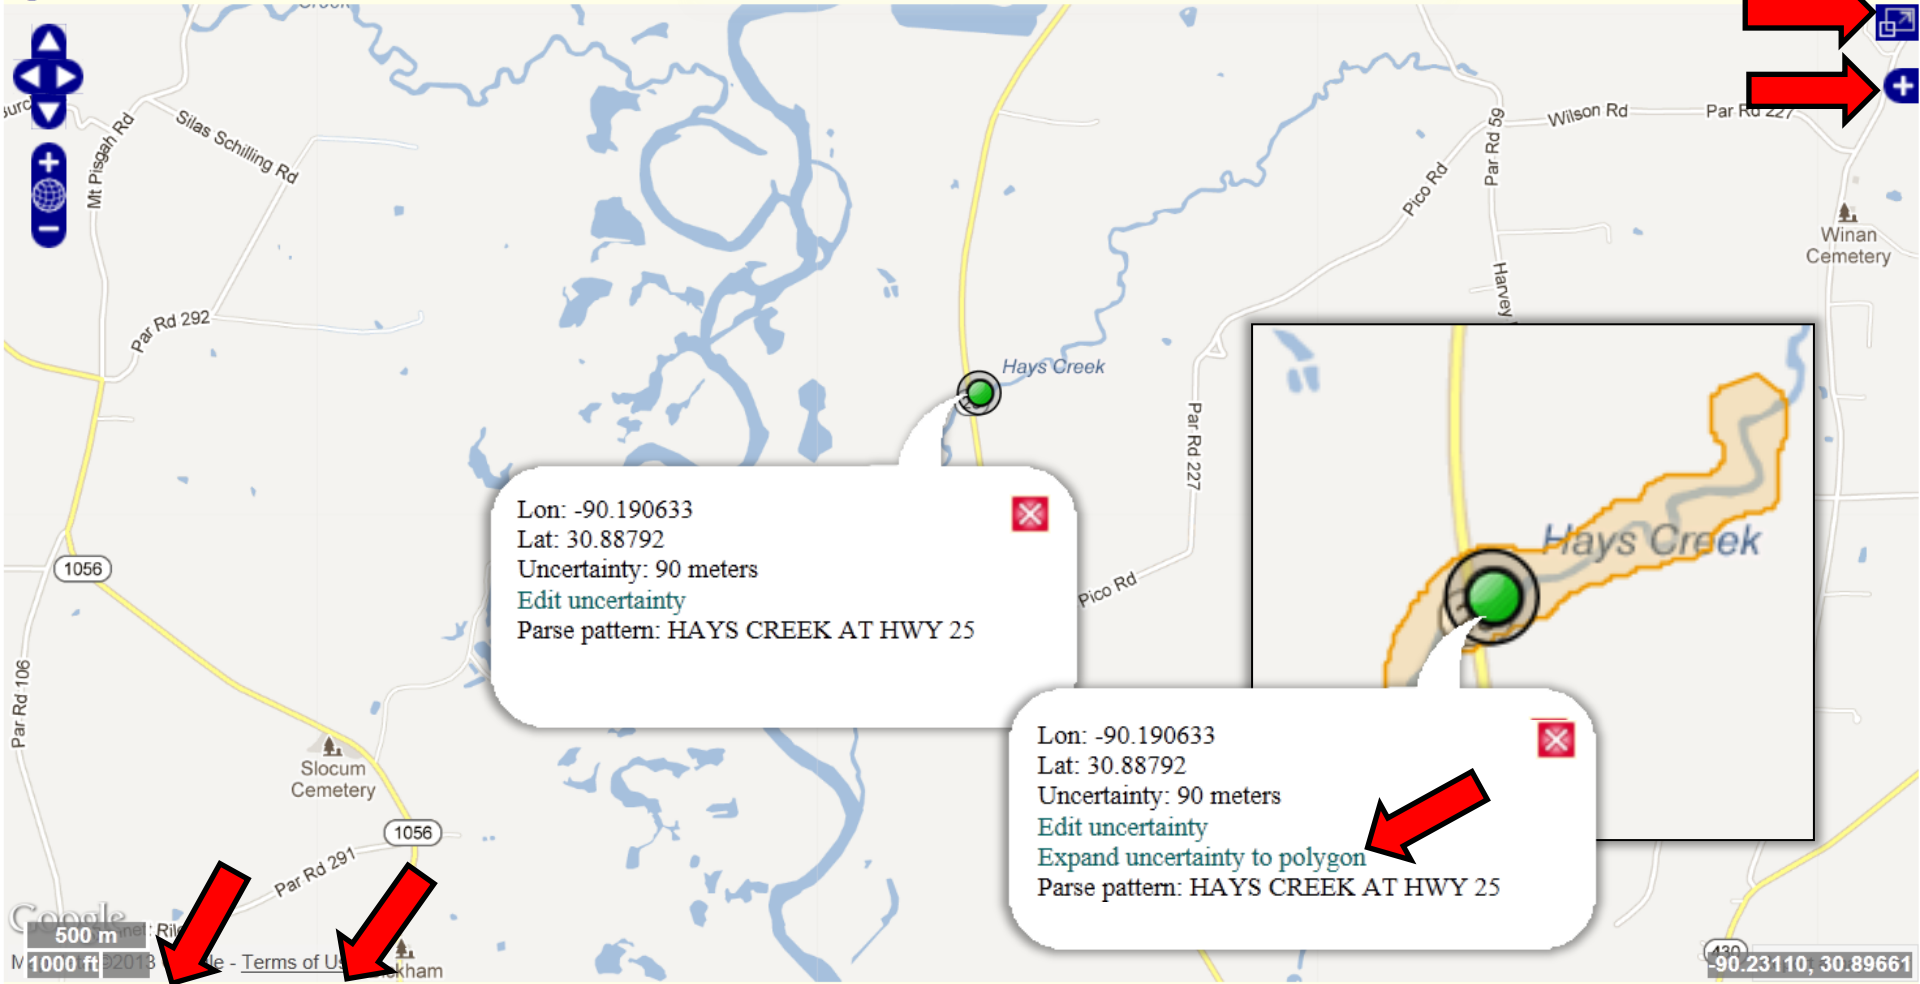 Creek
Mt Pisgah Rd
Silas Schilling Rd
Par Rd 59
Wilson Rd
Par Rd 227
Pico Rd
Winan
Cemetery
Harvey
Par Rd 292
Hays Creek
Par Rd 227
Lon: -90.190633
Lat: 30.88792
Uncertainty: 90 meters
Edit uncertainty
Parse pattern: HAYS CREEK AT HWY 25
Hays Creek
1056
Pico Rd
Par Rd 106
Slocum
Cemetery
Lon: -90.190633
Lat: 30.88792
Uncertainty: 90 meters
Edit uncertainty
Expand uncertainty to polygon
Parse pattern: HAYS CREEK AT HWY 25
1056
Par Rd 291
Google
500 m
1000 ft
©2013
Terms of
430
-90.23110, 30.89661